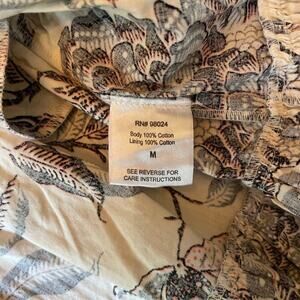 RN# 98024
Body 100% Cotton
Lining 100% Cotton
M
SEE REVERSE FOR
CARE INSTRUCTIONS